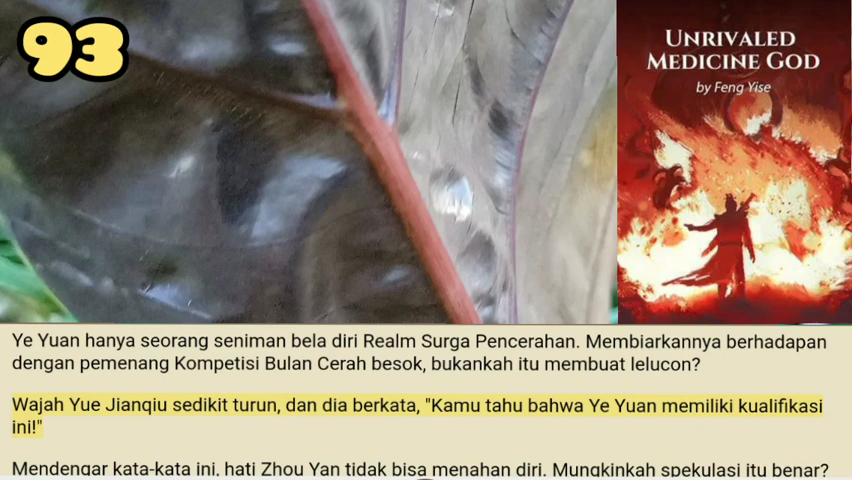 93
UNRIVALED
MEDICINE GOD
by Feng Yise
Ye Yuan hanya seorang seniman bela diri Realm Surga Pencerahan. Membiarkannya berhadapan
dengan pemenang Kompetisi Bulan Cerah besok, bukankah itu membuat lelucon?
Wajah Yue Jianqiu sedikit turun, dan dia berkata, "Kamu tahu bahwa Ye Yuan memiliki kualifikasi
ini!"
Mendengar kata-kata ini, hati Zhou Yan tidak bisa menahan diri. Mungkinkah spekulasi itu benar?